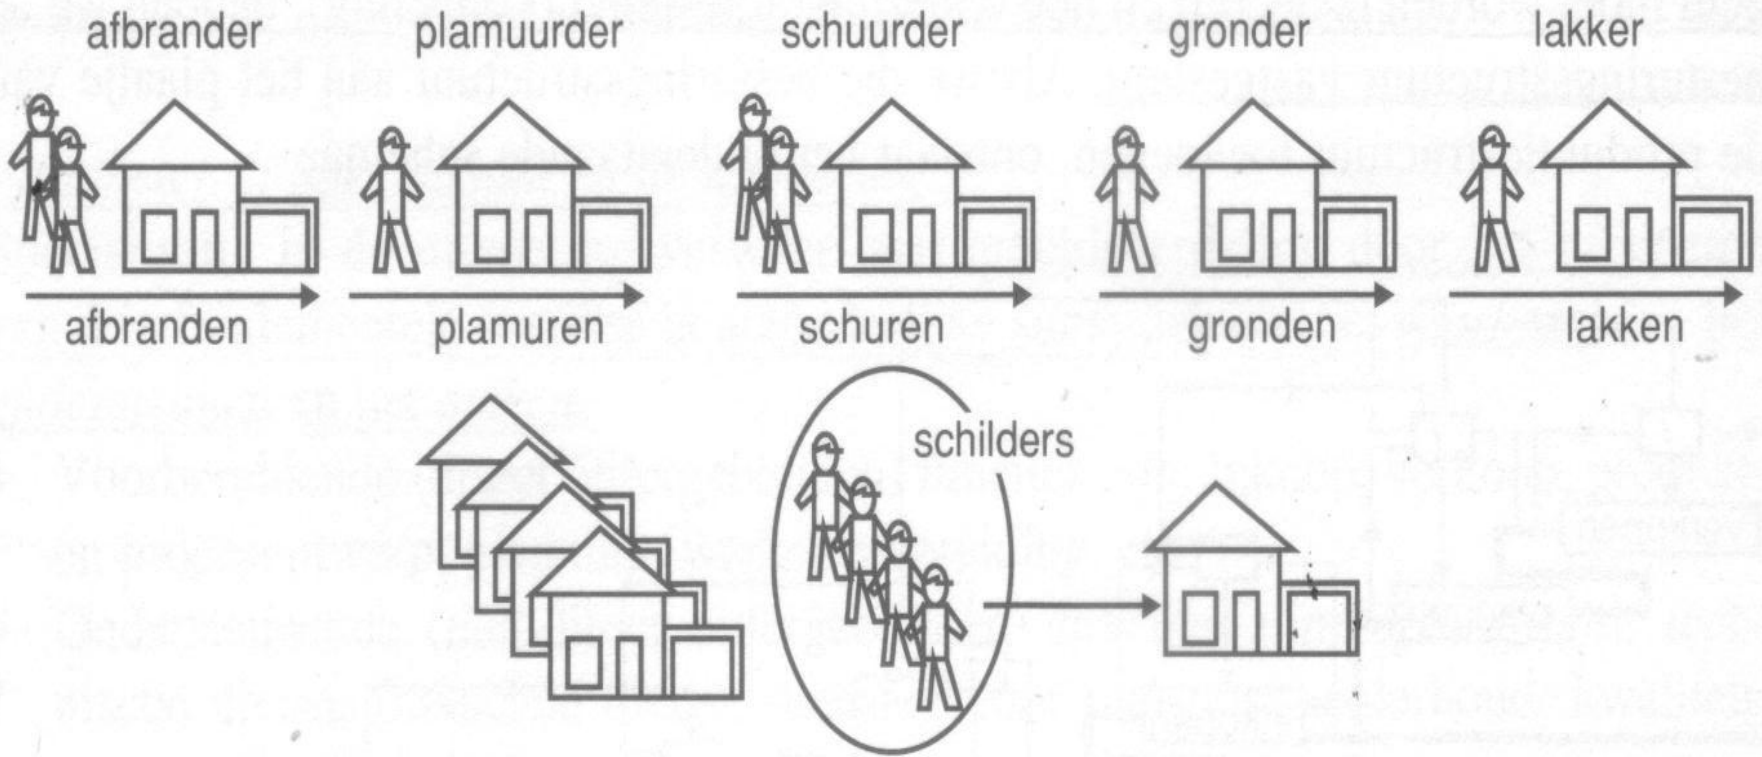 afbrander plamuurder schuurder gronder lakker
afbranden plamuren schuren gronden lakken
schilders